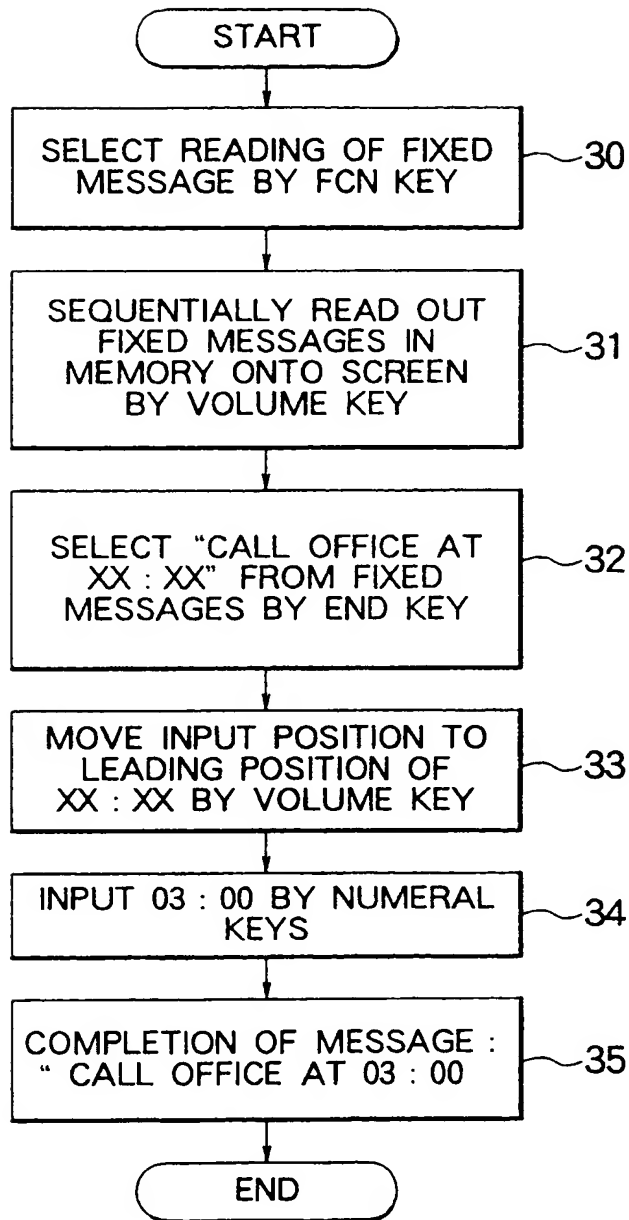 START
SELECT READING OF FIXED
MESSAGE BY FCN KEY
30
SEQUENTIALLY READ OUT
FIXED MESSAGES IN
MEMORY ONTO SCREEN
BY VOLUME KEY
31
SELECT “CALL OFFICE AT
XX : XX” FROM FIXED
MESSAGES BY END KEY
32
MOVE INPUT POSITION TO
LEADING POSITION OF
XX : XX BY VOLUME KEY
33
INPUT 03 : 00 BY NUMERAL
KEYS
34
COMPLETION OF MESSAGE :
“ CALL OFFICE AT 03 : 00
35
END